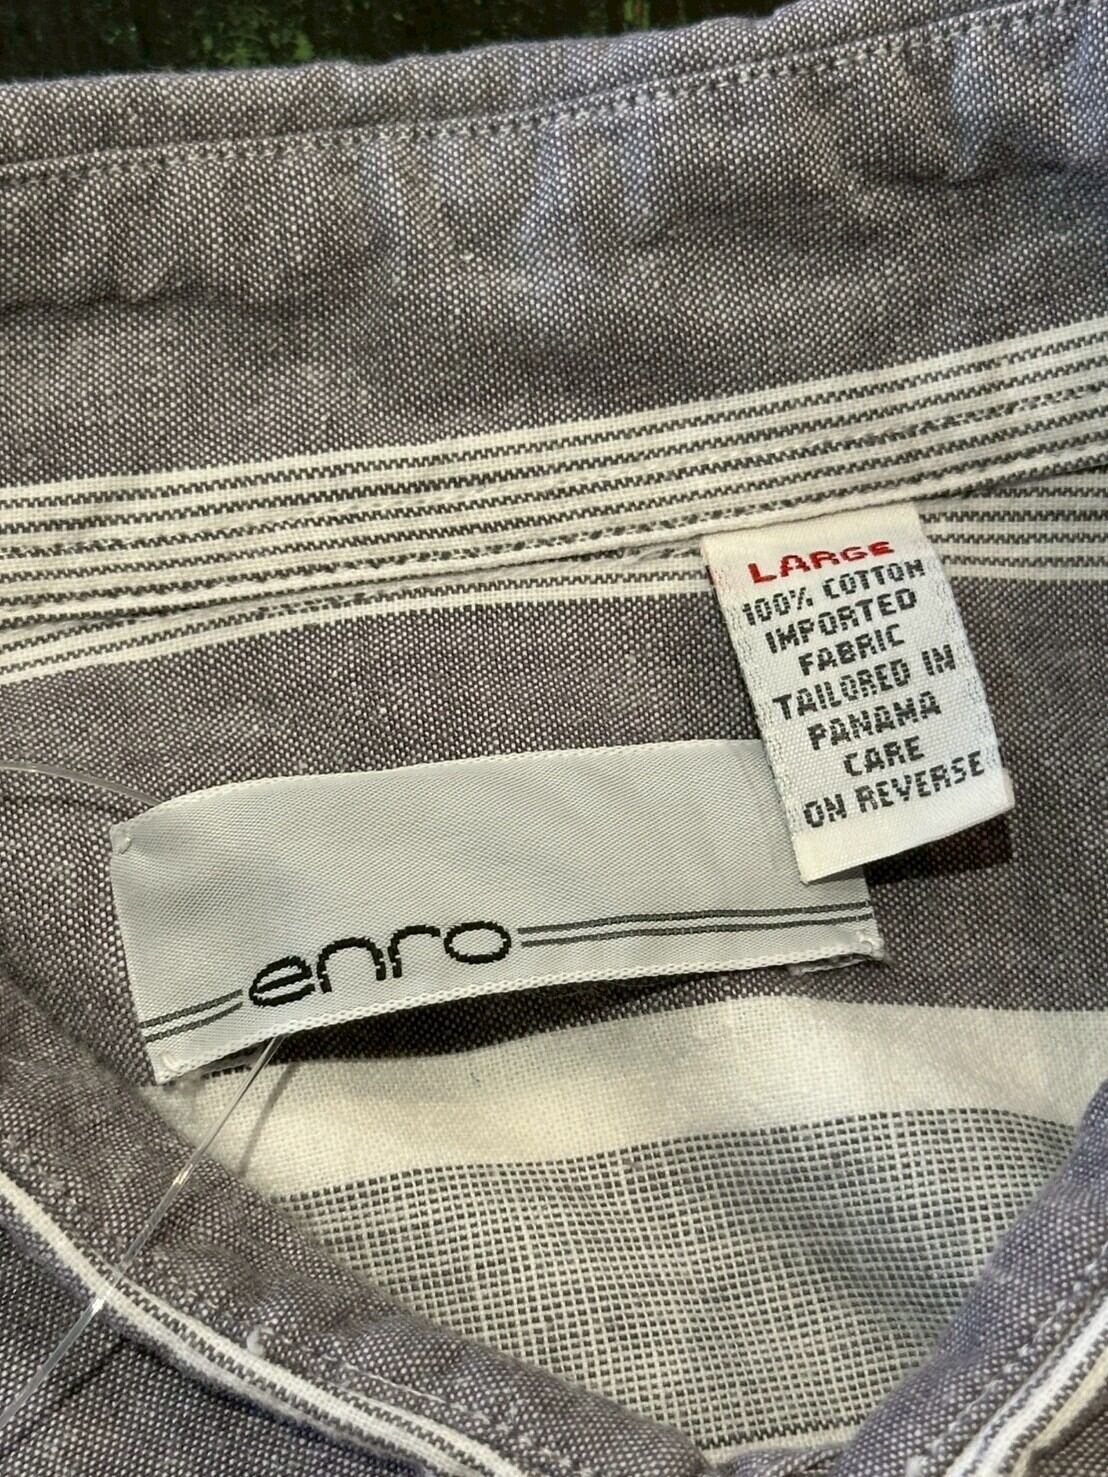 LARGE
100% COTTON
IMPORTED
FABRIC
TAILORED IN
PANAMA
CARE
ON REVERSE
enro